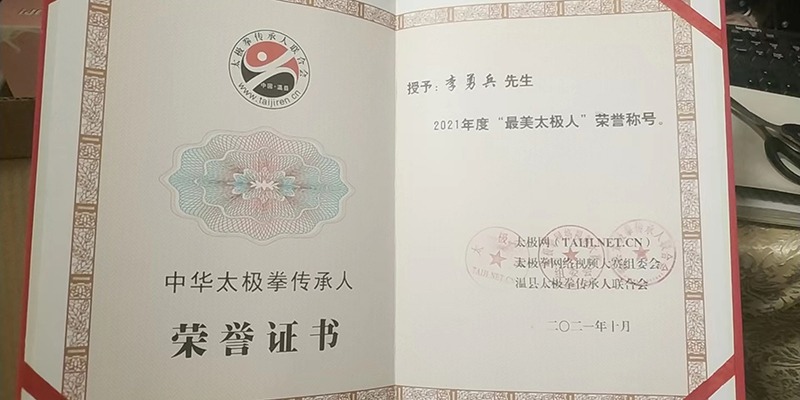 太极拳传承人联合会
中国·温县
www.taijiren.cn
中华太极拳传承人
荣誉证书
授予：李勇兵 先生
2021年度“最美太极人”荣誉称号。
太极网（TAIJI.NET.CN）
太极拳网络视频大赛组委会
温县太极拳传承人联合会
二〇二一年十月